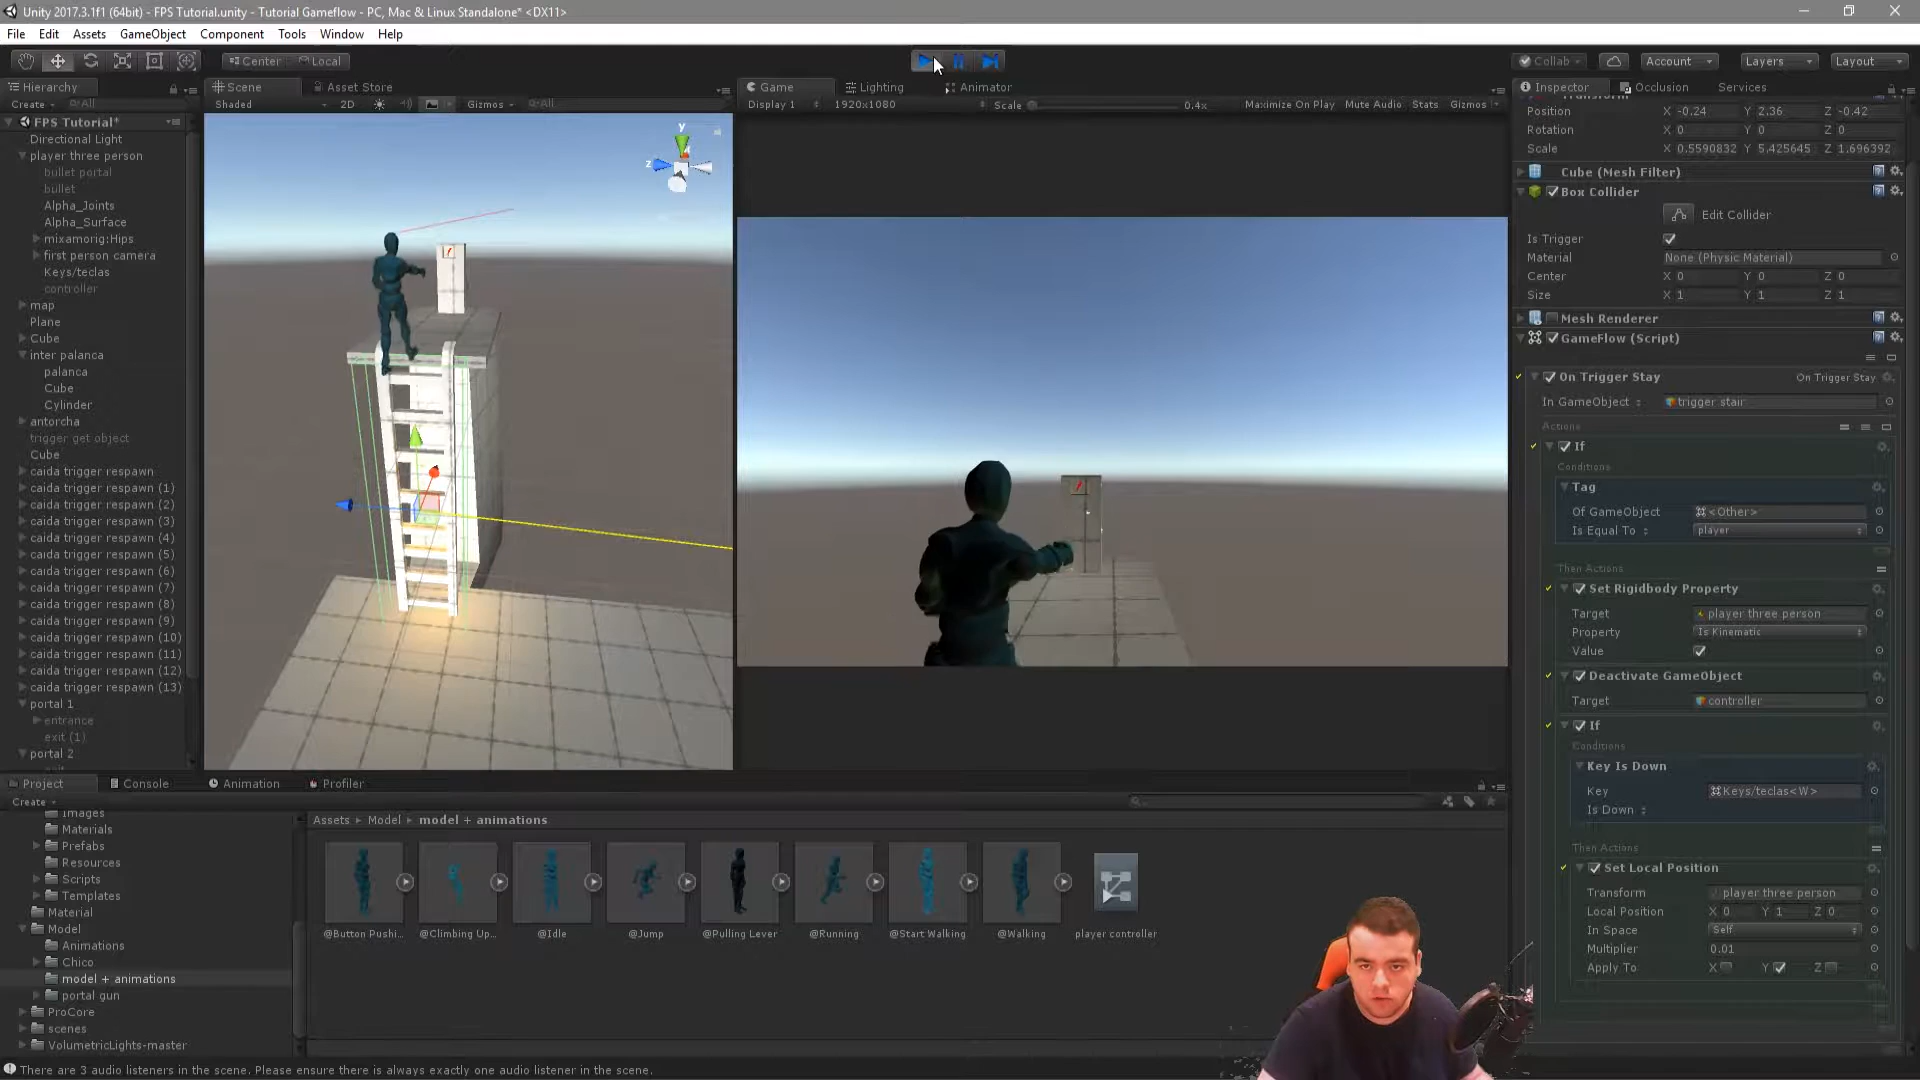 Unity 2017.3.1f1 (64bit) - FPS Tutorial.unity - Tutorial Gameflow - PC, Mac & Linux Standalone* <DX11>
File Edit Assets GameObject Component Tools Window Help
Center Local Collab Account Layers Layout
Hierarchy
Create All
FPS Tutorial*
Directional Light
player three person
bullet portal
bullet
Alpha_Joints
Alpha_Surface
mixamorig:Hips
first person camera
Keys/teclas
controller
map
Plane
Cube
inter palanca
palanca
Cube
Cylinder
antorcha
trigger get object
Cube
caida trigger respawn
caida trigger respawn (1)
caida trigger respawn (2)
caida trigger respawn (3)
caida trigger respawn (4)
caida trigger respawn (5)
caida trigger respawn (6)
caida trigger respawn (7)
caida trigger respawn (8)
caida trigger respawn (9)
caida trigger respawn (10)
caida trigger respawn (11)
caida trigger respawn (12)
caida trigger respawn (13)
portal 1
entrance
exit (1)
portal 2
Scene Asset Store
Shaded 2D Gizmos All
y
z
Game Lighting Animator
Display 1 1920x1080 Scale 0.4x Maximize On Play Mute Audio Stats Gizmos
Inspector Occlusion Services
Position X -0.24 Y 2.36 Z -0.42
Rotation X 0 Y 0 Z 0
Scale X 0.5590832 Y 5.425645 Z 1.696392
Cube (Mesh Filter)
Box Collider
Edit Collider
Is Trigger
Material None (Physic Material)
Center X 0 Y 0 Z 0
Size X 1 Y 1 Z 1
Mesh Renderer
GameFlow (Script)
On Trigger Stay On Trigger Stay
In GameObject trigger stair
Actions
If
Conditions
Tag
Of GameObject <Other>
Is Equal To player
Then Actions
Set Rigidbody Property
Target player three person
Property Is Kinematic
Value
Deactivate GameObject
Target controller
If
Conditions
Key Is Down
Key Keys/teclas<W>
Is Down
Then Actions
Set Local Position
Transform player three person
Local Position X 0 Y 1 Z 0
In Space Self
Multiplier 0.01
Apply To X Y Z
Project Console Animation Profiler
Create
Images
Materials
Prefabs
Resources
Scripts
Templates
Material
Model
Animations
Chico
model + animations
portal gun
ProCore
scenes
VolumetricLights-master
Assets Model model + animations
@Button Pushi... @Climbing Up... @Idle @Jump @Pulling Lever @Running @Start Walking @Walking player controller
There are 3 audio listeners in the scene. Please ensure there is always exactly one audio listener in the scene.